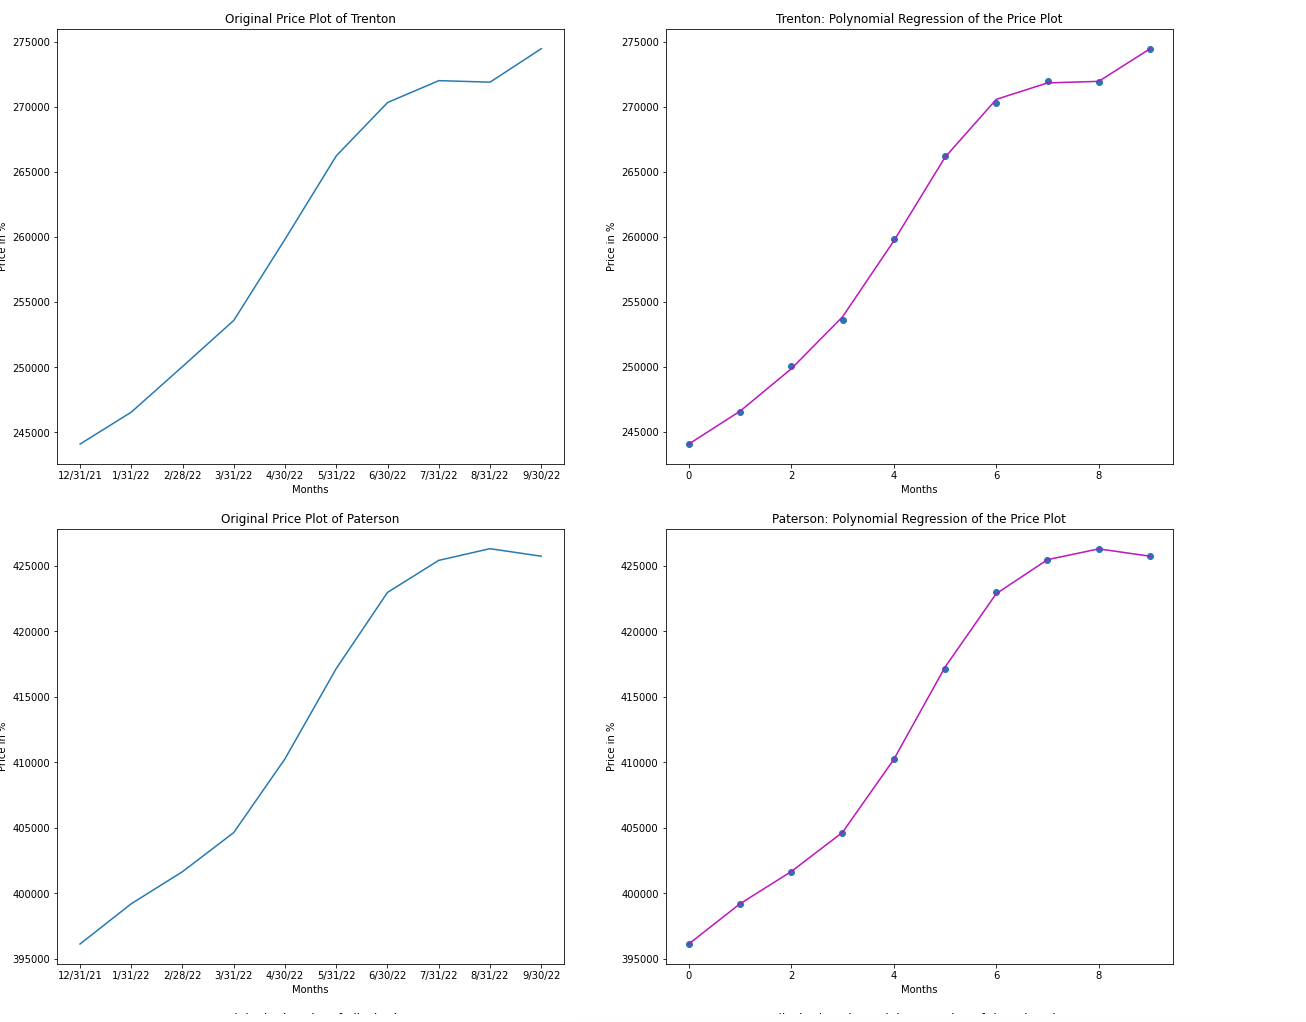 Original Price Plot of Trenton
275000
270000
265000
260000
255000
250000
245000
Price in %
12/31/21 1/31/22 2/28/22 3/31/22 4/30/22 5/31/22 6/30/22 7/31/22 8/31/22 9/30/22
Months
Trenton: Polynomial Regression of the Price Plot
275000
270000
265000
260000
255000
250000
245000
Price in %
0 2 4 6 8
Months
Original Price Plot of Paterson
425000
420000
415000
410000
405000
400000
395000
Price in %
12/31/21 1/31/22 2/28/22 3/31/22 4/30/22 5/31/22 6/30/22 7/31/22 8/31/22 9/30/22
Months
Paterson: Polynomial Regression of the Price Plot
425000
420000
415000
410000
405000
400000
395000
Price in %
0 2 4 6 8
Months